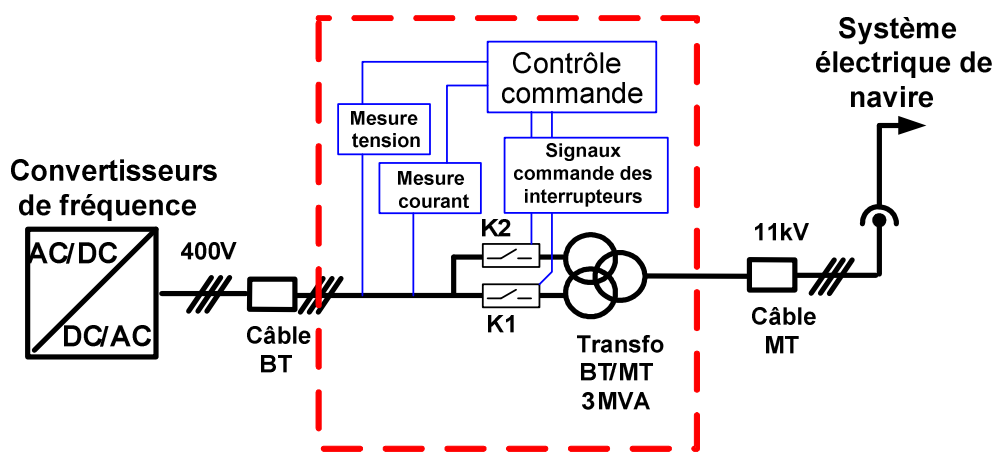 Système
électrique de
navire
Contrôle
commande
Mesure
tension
Signaux
commande des
interrupteurs
Mesure
courant
Convertisseurs
de fréquence
AC/DC
DC/AC
400V
Câble
BT
K2
K1
Transfo
BT/MT
3MVA
11kV
Câble
MT